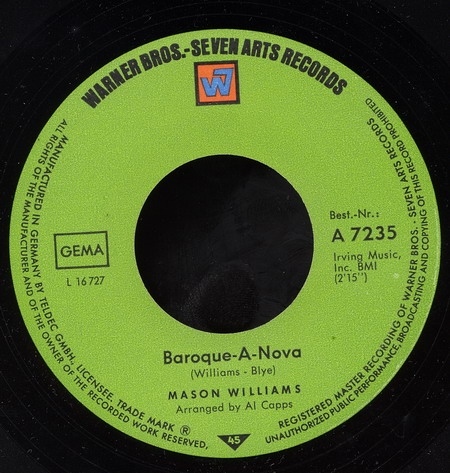 WARNER BROS.-SEVEN ARTS RECORDS
W7
MANUFACTURED IN GERMANY BY TELDEC GMBH., LICENSEE. TRADE MARK ®
ALL RIGHTS OF THE MANUFACTURER AND OF THE OWNER OF THE RECORDED WORK RESERVED,
REGISTERED MASTER RECORDING OF WARNER BROS. - SEVEN ARTS RECORDS
UNAUTHORIZED PUBLIC PERFORMANCE, BROADCASTING AND COPYING OF THIS RECORD PROHIBITED
GEMA
L 16 727
Best.-Nr.:
A 7235
Irving Music,
Inc. BMI
(2'15")
Baroque-A-Nova
(Williams - Blye)
MASON WILLIAMS
Arranged by Al Capps
45